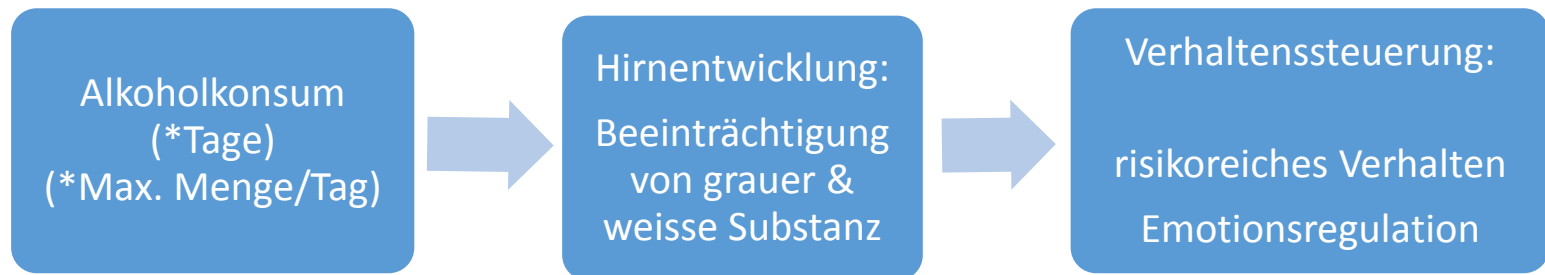 Alkoholkonsum
(*Tage)
(*Max. Menge/Tag)
Hirnentwicklung:
Beeinträchtigung
von grauer &
weisse Substanz
Verhaltenssteuerung:
risikoreiches Verhalten
Emotionsregulation